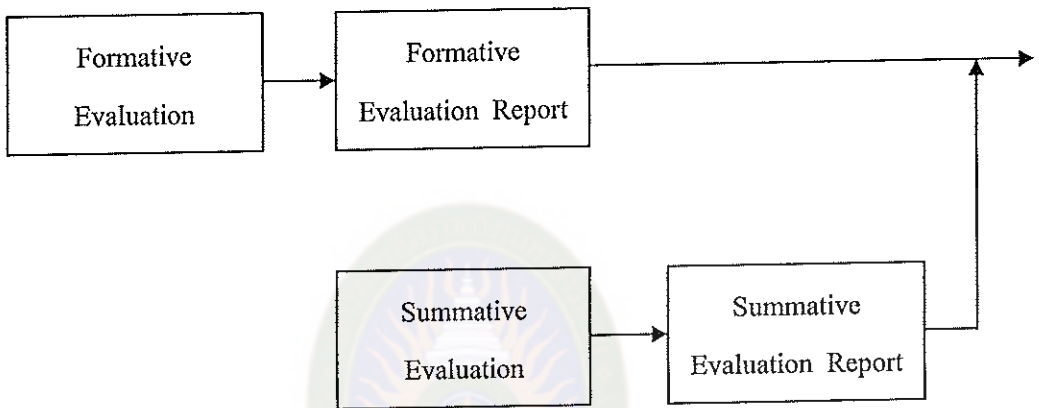 Formative
Evaluation
Formative
Evaluation Report
Summative
Evaluation
Summative
Evaluation Report